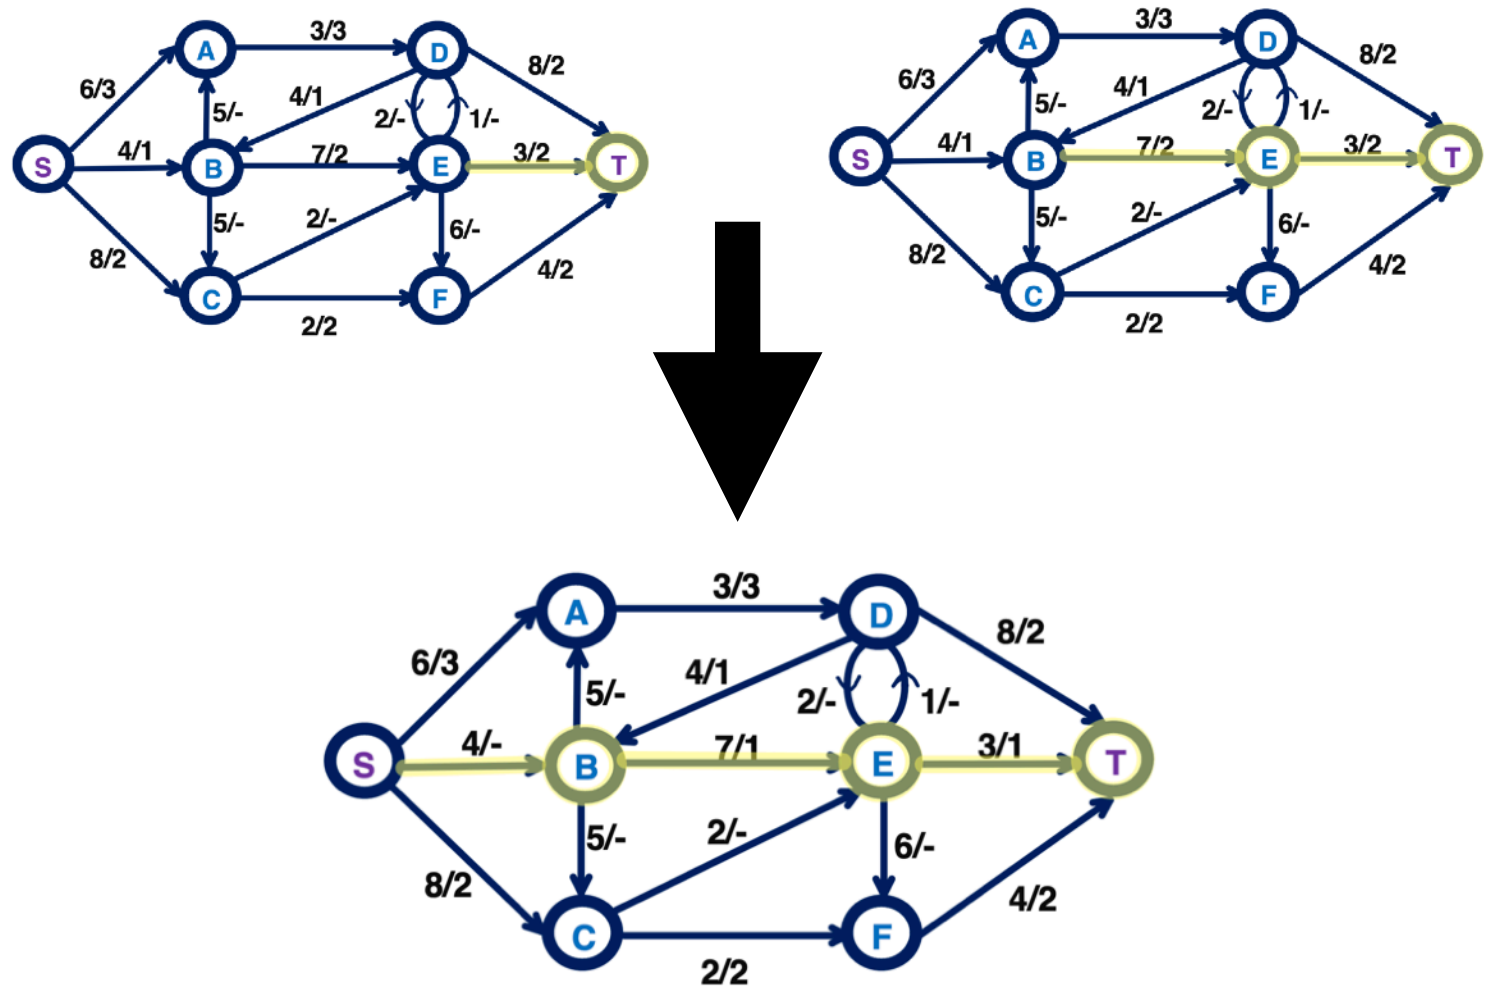 3/3
A
D
8/2
6/3
4/1
5/-
2/-
1/-
4/1
7/2
3/2
S
B
E
T
5/-
2/-
6/-
8/2
4/2
C
F
2/2
3/3
A
D
8/2
6/3
4/1
5/-
2/-
1/-
4/1
7/2
3/2
S
B
E
T
5/-
2/-
6/-
8/2
4/2
C
F
2/2
3/3
A
D
8/2
6/3
4/1
5/-
2/-
1/-
4/-
7/1
3/1
S
B
E
T
5/-
2/-
6/-
8/2
4/2
C
F
2/2